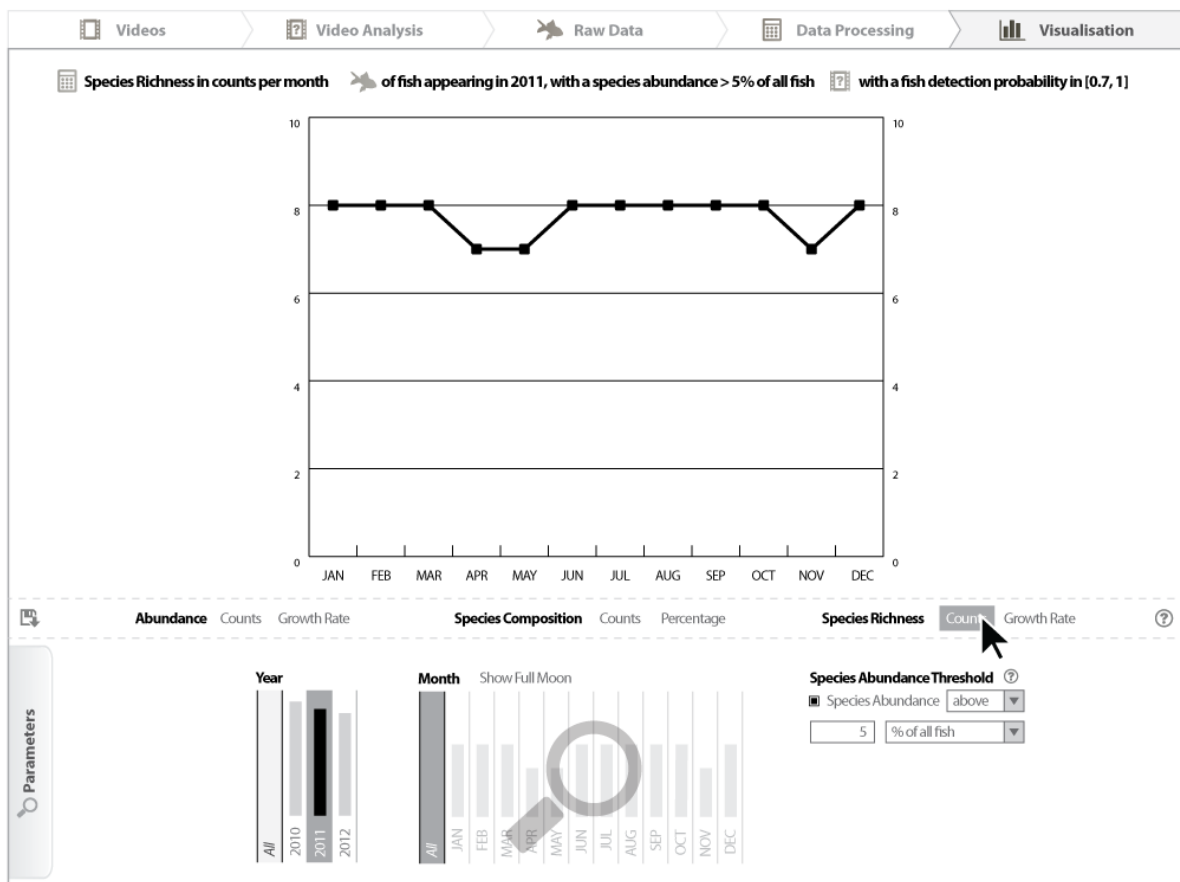 Videos Video Analysis Raw Data Data Processing Visualisation
Species Richness in counts per month of fish appearing in 2011, with a species abundance > 5% of all fish with a fish detection probability in [0.7, 1]
10 10
8 8
6 6
4 4
2 2
0 0
JAN FEB MAR APR MAY JUN JUL AUG SEP OCT NOV DEC
Abundance Counts Growth Rate Species Composition Counts Percentage Species Richness Counts Growth Rate
Parameters
Year
All 2010 2011 2012
Month Show Full Moon
All JAN FEB MAR APR MAY JUN JUL AUG SEP OCT NOV DEC
Species Abundance Threshold ?
Species Abundance above
5 % of all fish